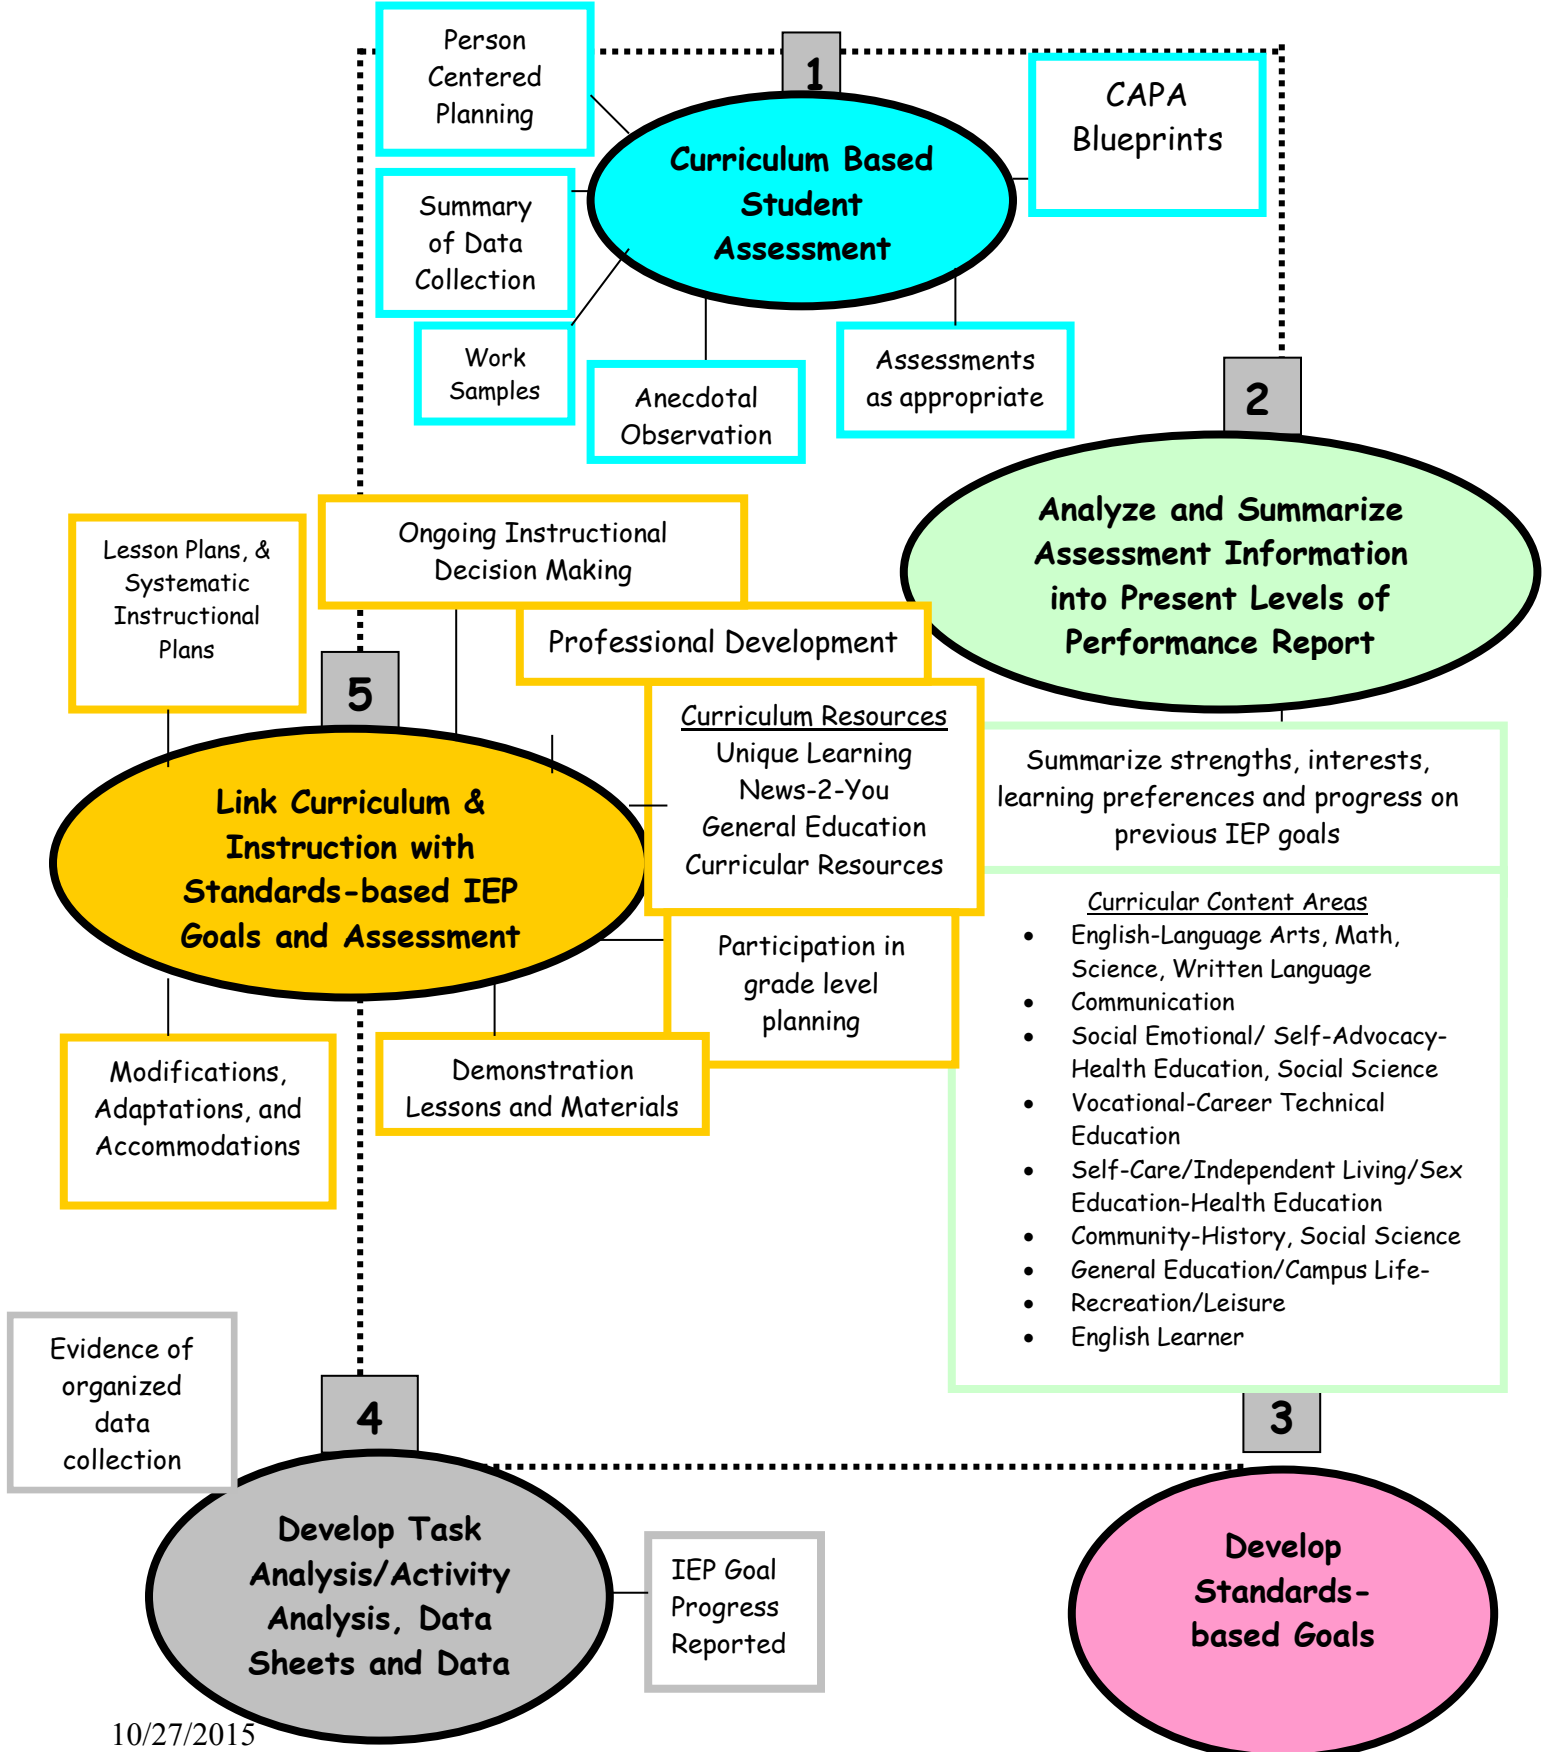 Person
Centered
Planning
1
CAPA
Blueprints
Curriculum Based
Student
Assessment
Summary
of Data
Collection
Work
Samples
Anecdotal
Observation
Assessments
as appropriate
2
Analyze and Summarize
Assessment Information
into Present Levels of
Performance Report
Lesson Plans, &
Systematic
Instructional
Plans
Ongoing Instructional
Decision Making
Professional Development
5
Curriculum Resources
Unique Learning
News-2-You
General Education
Curricular Resources
Summarize strengths, interests,
learning preferences and progress on
previous IEP goals
Link Curriculum &
Instruction with
Standards-based IEP
Goals and Assessment
Participation in
grade level
planning
Curricular Content Areas
• English-Language Arts, Math,
Science, Written Language
• Communication
• Social Emotional/ Self-Advocacy-
Health Education, Social Science
• Vocational-Career Technical
Education
• Self-Care/Independent Living/Sex
Education-Health Education
• Community-History, Social Science
• General Education/Campus Life-
• Recreation/Leisure
• English Learner
Modifications,
Adaptations, and
Accommodations
Demonstration
Lessons and Materials
Evidence of
organized
data
collection
4
3
Develop Task
Analysis/Activity
Analysis, Data
Sheets and Data
IEP Goal
Progress
Reported
Develop
Standards-
based Goals
10/27/2015